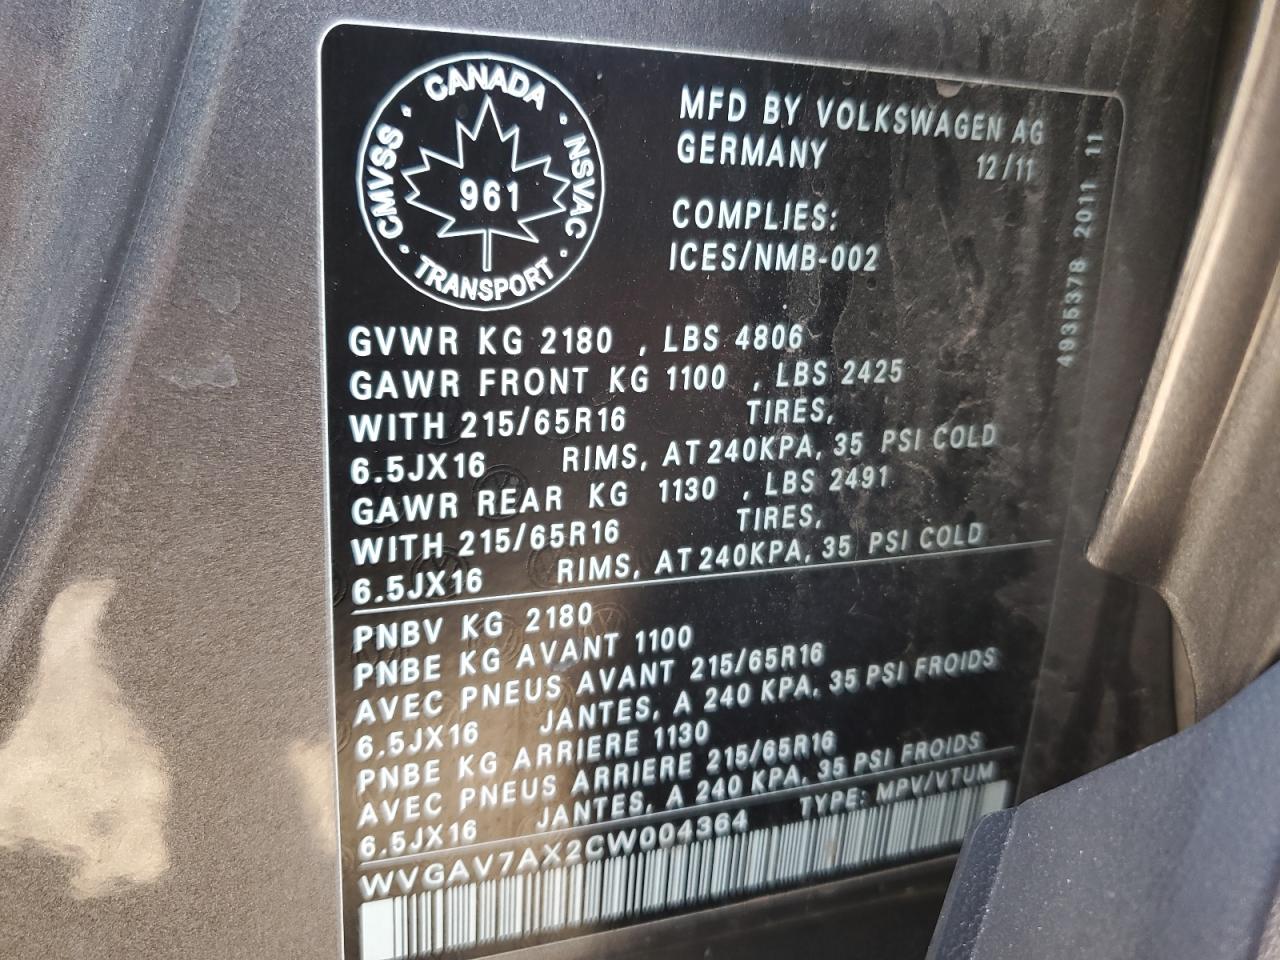 CANADA
CMVSS
NSVAC
961
TRANSPORT
MFD BY VOLKSWAGEN AG
GERMANY 12/11
COMPLIES:
ICES/NMB-002
4935378 2011 11
GVWR KG 2180 , LBS 4806
GAWR FRONT KG 1100 , LBS 2425
WITH 215/65R16 TIRES,
6.5JX16 RIMS, AT 240KPA, 35 PSI COLD
GAWR REAR KG 1130 , LBS 2491
WITH 215/65R16 TIRES,
6.5JX16 RIMS, AT 240KPA, 35 PSI COLD
PNBV KG 2180
PNBE KG AVANT 1100
AVEC PNEUS AVANT 215/65R16
6.5JX16 JANTES, A 240 KPA, 35 PSI FROIDS
PNBE KG ARRIERE 1130
AVEC PNEUS ARRIERE 215/65R16
6.5JX16 JANTES, A 240 KPA, 35 PSI FROIDS
WVGAV7AX2CW004364 TYPE: MPV/VTUM